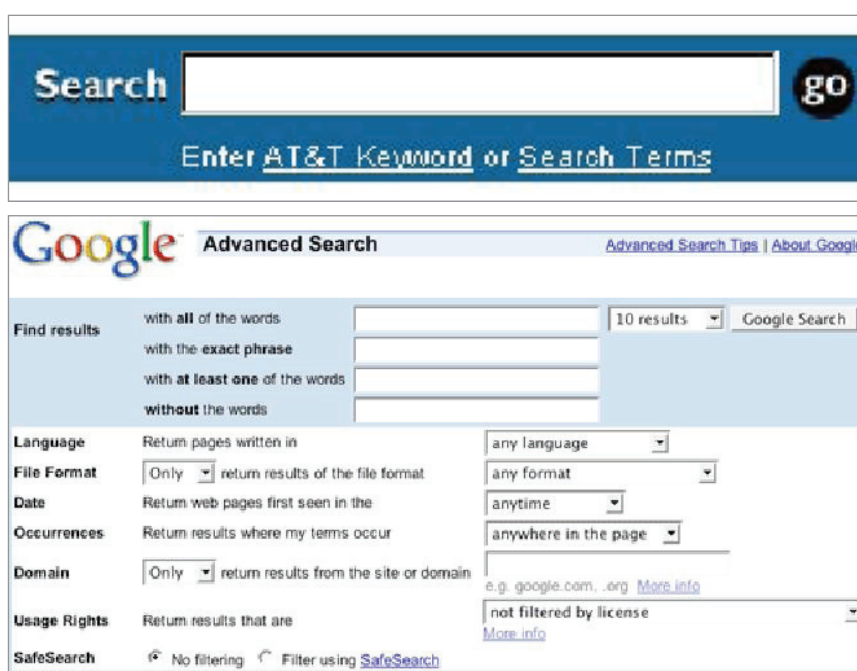 Search go
Enter AT&T Keyword or Search Terms
Google Advanced Search Advanced Search Tips | About Google
Find results with all of the words 10 results Google Search
with the exact phrase
with at least one of the words
without the words
Language Return pages written in any language
File Format Only return results of the file format any format
Date Return web pages first seen in the anytime
Occurrences Return results where my terms occur anywhere in the page
Domain Only return results from the site or domain
e.g. google.com, .org More info
Usage Rights Return results that are not filtered by license
More info
SafeSearch No filtering Filter using SafeSearch